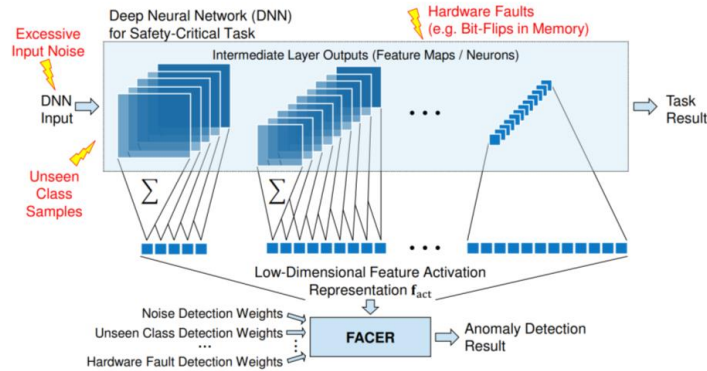 Deep Neural Network (DNN)
for Safety-Critical Task
Hardware Faults
(e.g. Bit-Flips in Memory)
Excessive
Input Noise
Intermediate Layer Outputs (Feature Maps / Neurons)
DNN
Input
Task
Result
Unseen
Class
Samples
∑
∑
Low-Dimensional Feature Activation
Representation f_act
Noise Detection Weights
Unseen Class Detection Weights
...
Hardware Fault Detection Weights
FACER
Anomaly Detection
Result